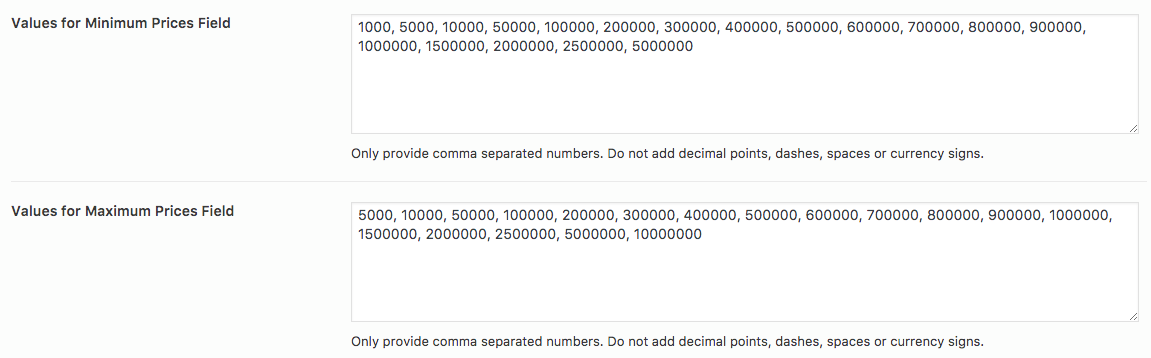 Values for Minimum Prices Field
1000, 5000, 10000, 50000, 100000, 200000, 300000, 400000, 500000, 600000, 700000, 800000, 900000,
1000000, 1500000, 2000000, 2500000, 5000000
Only provide comma separated numbers. Do not add decimal points, dashes, spaces or currency signs.
Values for Maximum Prices Field
5000, 10000, 50000, 100000, 200000, 300000, 400000, 500000, 600000, 700000, 800000, 900000, 1000000,
1500000, 2000000, 2500000, 5000000, 10000000
Only provide comma separated numbers. Do not add decimal points, dashes, spaces or currency signs.